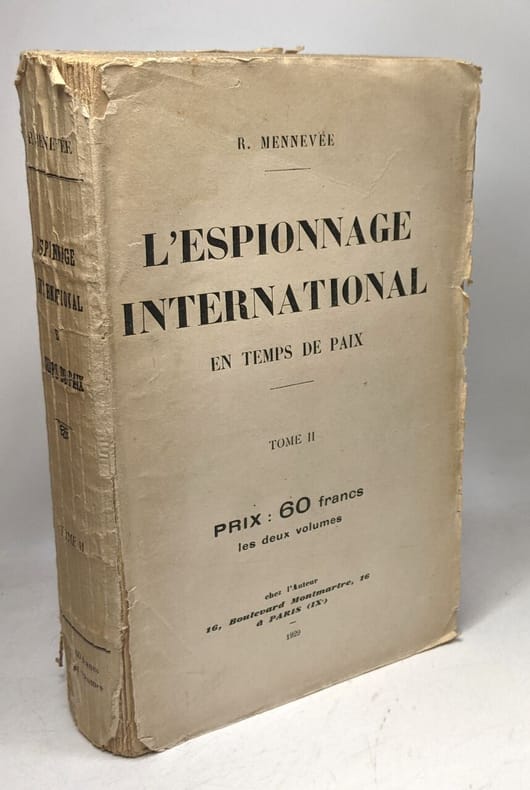 R. MENNEVÉE
L'ESPIONNAGE
INTERNATIONAL
EN TEMPS DE PAIX
TOME II
PRIX : 60 francs
les deux volumes
chez l'Auteur
16, Boulevard Montmartre, 16
à PARIS (IXe)
1929